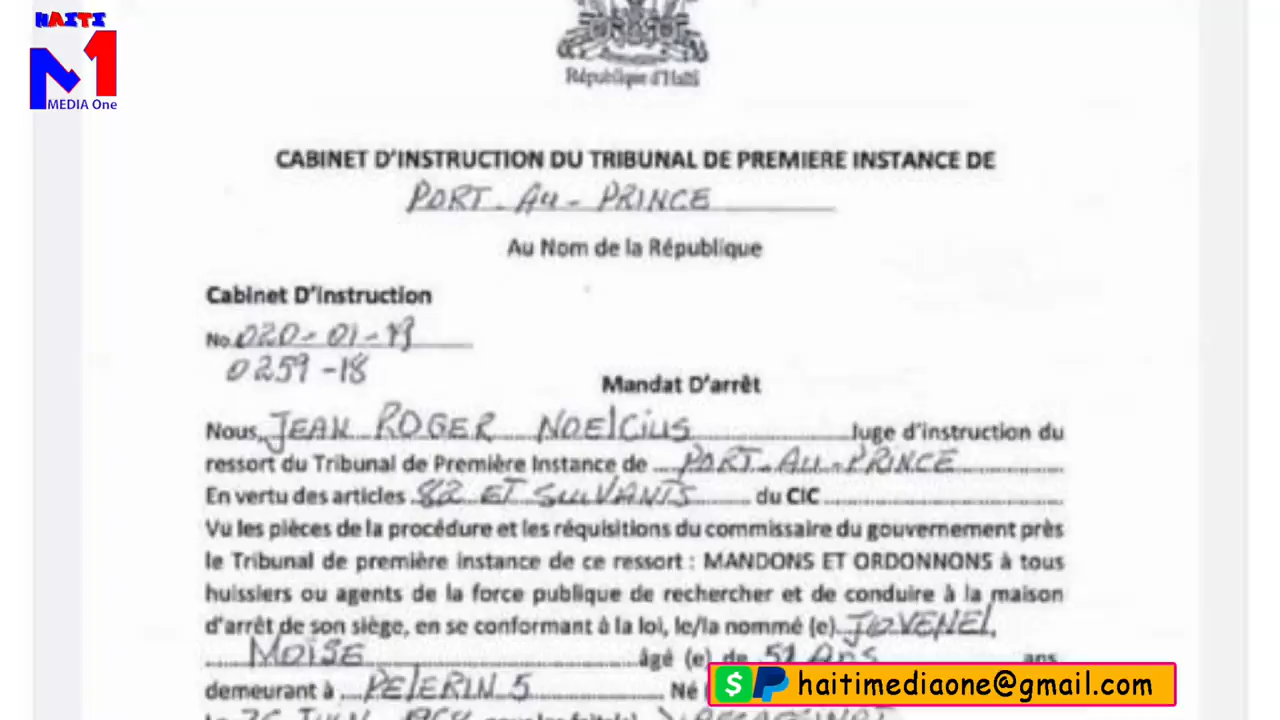 HAITI
M1
MEDIA One
République d'Haïti
CABINET D'INSTRUCTION DU TRIBUNAL DE PREMIERE INSTANCE DE
PORT-AU-PRINCE
Au Nom de la République
Cabinet D'Instruction
No. 020-01-19
0259-18
Mandat D'arrêt
Nous, JEAN ROGER NOElCiUS Juge d'instruction du
ressort du Tribunal de Première Instance de PORT-AU-PRINCE
En vertu des articles 82 ET SUIVANTS du CIC
Vu les pièces de la procédure et les réquisitions du commissaire du gouvernement près
le Tribunal de première instance de ce ressort : MANDONS ET ORDONNONS à tous
huissiers ou agents de la force publique de rechercher et de conduire à la maison
d'arrêt de son siège, en se conformant à la loi, le/la nommé (e) JOVENEL,
MOISE âgé (e) de 51 Ans ans
demeurant à PELERIN 5 Né
$ P haitimediaone@gmail.com